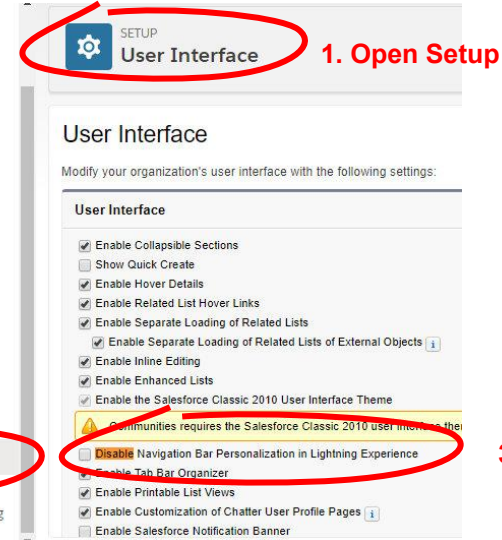 SETUP
User Interface
1. Open Setup
User Interface
Modify your organization's user interface with the following settings:
User Interface
Enable Collapsible Sections
Show Quick Create
Enable Hover Details
Enable Related List Hover Links
Enable Separate Loading of Related Lists
Enable Separate Loading of Related Lists of External Objects i
Enable Inline Editing
Enable Enhanced Lists
Enable the Salesforce Classic 2010 User Interface Theme
Communities requires the Salesforce Classic 2010 user interface
Disable Navigation Bar Personalization in Lightning Experience
3
Enable Tab Bar Organizer
Enable Printable List Views
Enable Customization of Chatter User Profile Pages i
Enable Salesforce Notification Banner